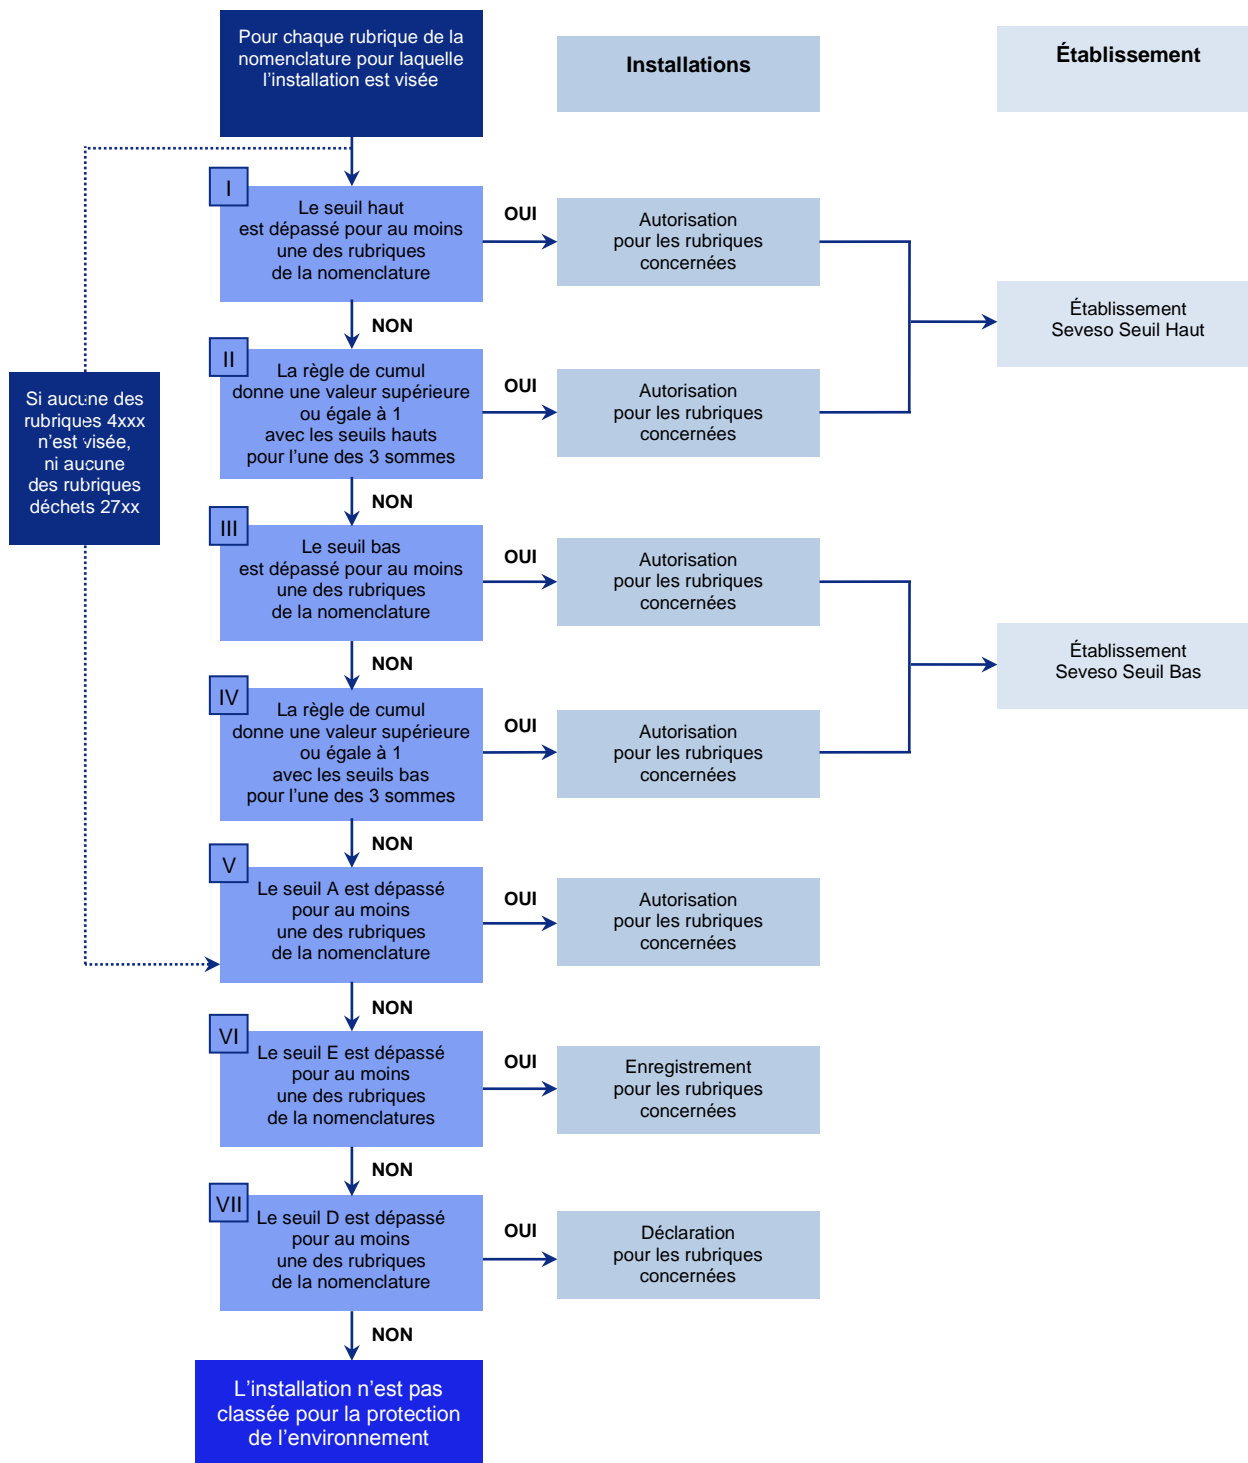 Pour chaque rubrique de la
nomenclature pour laquelle
l'installation est visée
Installations
Établissement
I
Le seuil haut
est dépassé pour au moins
une des rubriques
de la nomenclature
OUI
Autorisation
pour les rubriques
concernées
NON
Établissement
Seveso Seuil Haut
II
La règle de cumul
donne une valeur supérieure
ou égale à 1
avec les seuils hauts
pour l'une des 3 sommes
OUI
Autorisation
pour les rubriques
concernées
Si aucune des
rubriques 4xxx
n'est visée,
ni aucune
des rubriques
déchets 27xx
NON
III
Le seuil bas
est dépassé pour au moins
une des rubriques
de la nomenclature
OUI
Autorisation
pour les rubriques
concernées
NON
Établissement
Seveso Seuil Bas
IV
La règle de cumul
donne une valeur supérieure
ou égale à 1
avec les seuils bas
pour l'une des 3 sommes
OUI
Autorisation
pour les rubriques
concernées
NON
V
Le seuil A est dépassé
pour au moins
une des rubriques
de la nomenclature
OUI
Autorisation
pour les rubriques
concernées
NON
VI
Le seuil E est dépassé
pour au moins
une des rubriques
de la nomenclatures
OUI
Enregistrement
pour les rubriques
concernées
NON
VII
Le seuil D est dépassé
pour au moins
une des rubriques
de la nomenclature
OUI
Déclaration
pour les rubriques
concernées
NON
L'installation n'est pas
classée pour la protection
de l'environnement